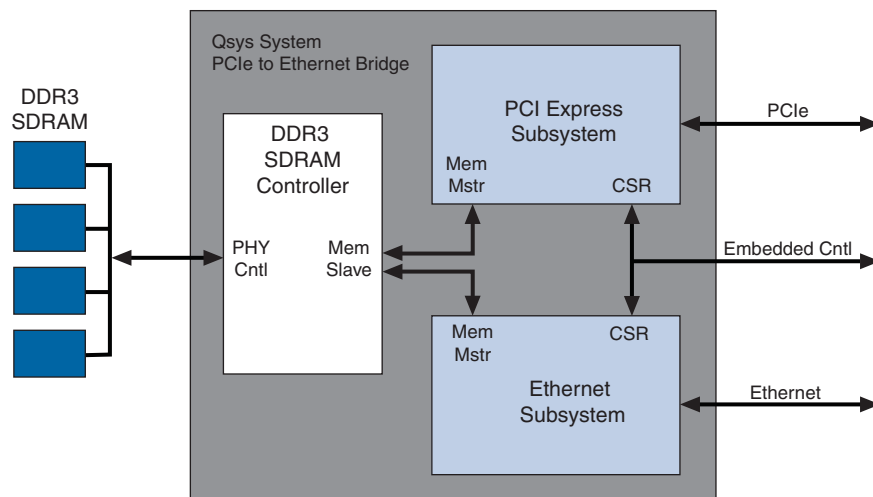 Qsys System
PCIe to Ethernet Bridge
DDR3
SDRAM
DDR3
SDRAM
Controller
PHY
Cntl
Mem
Slave
PCI Express
Subsystem
Mem
Mstr
CSR
PCIe
Embedded Cntl
Mem
Mstr
CSR
Ethernet
Subsystem
Ethernet